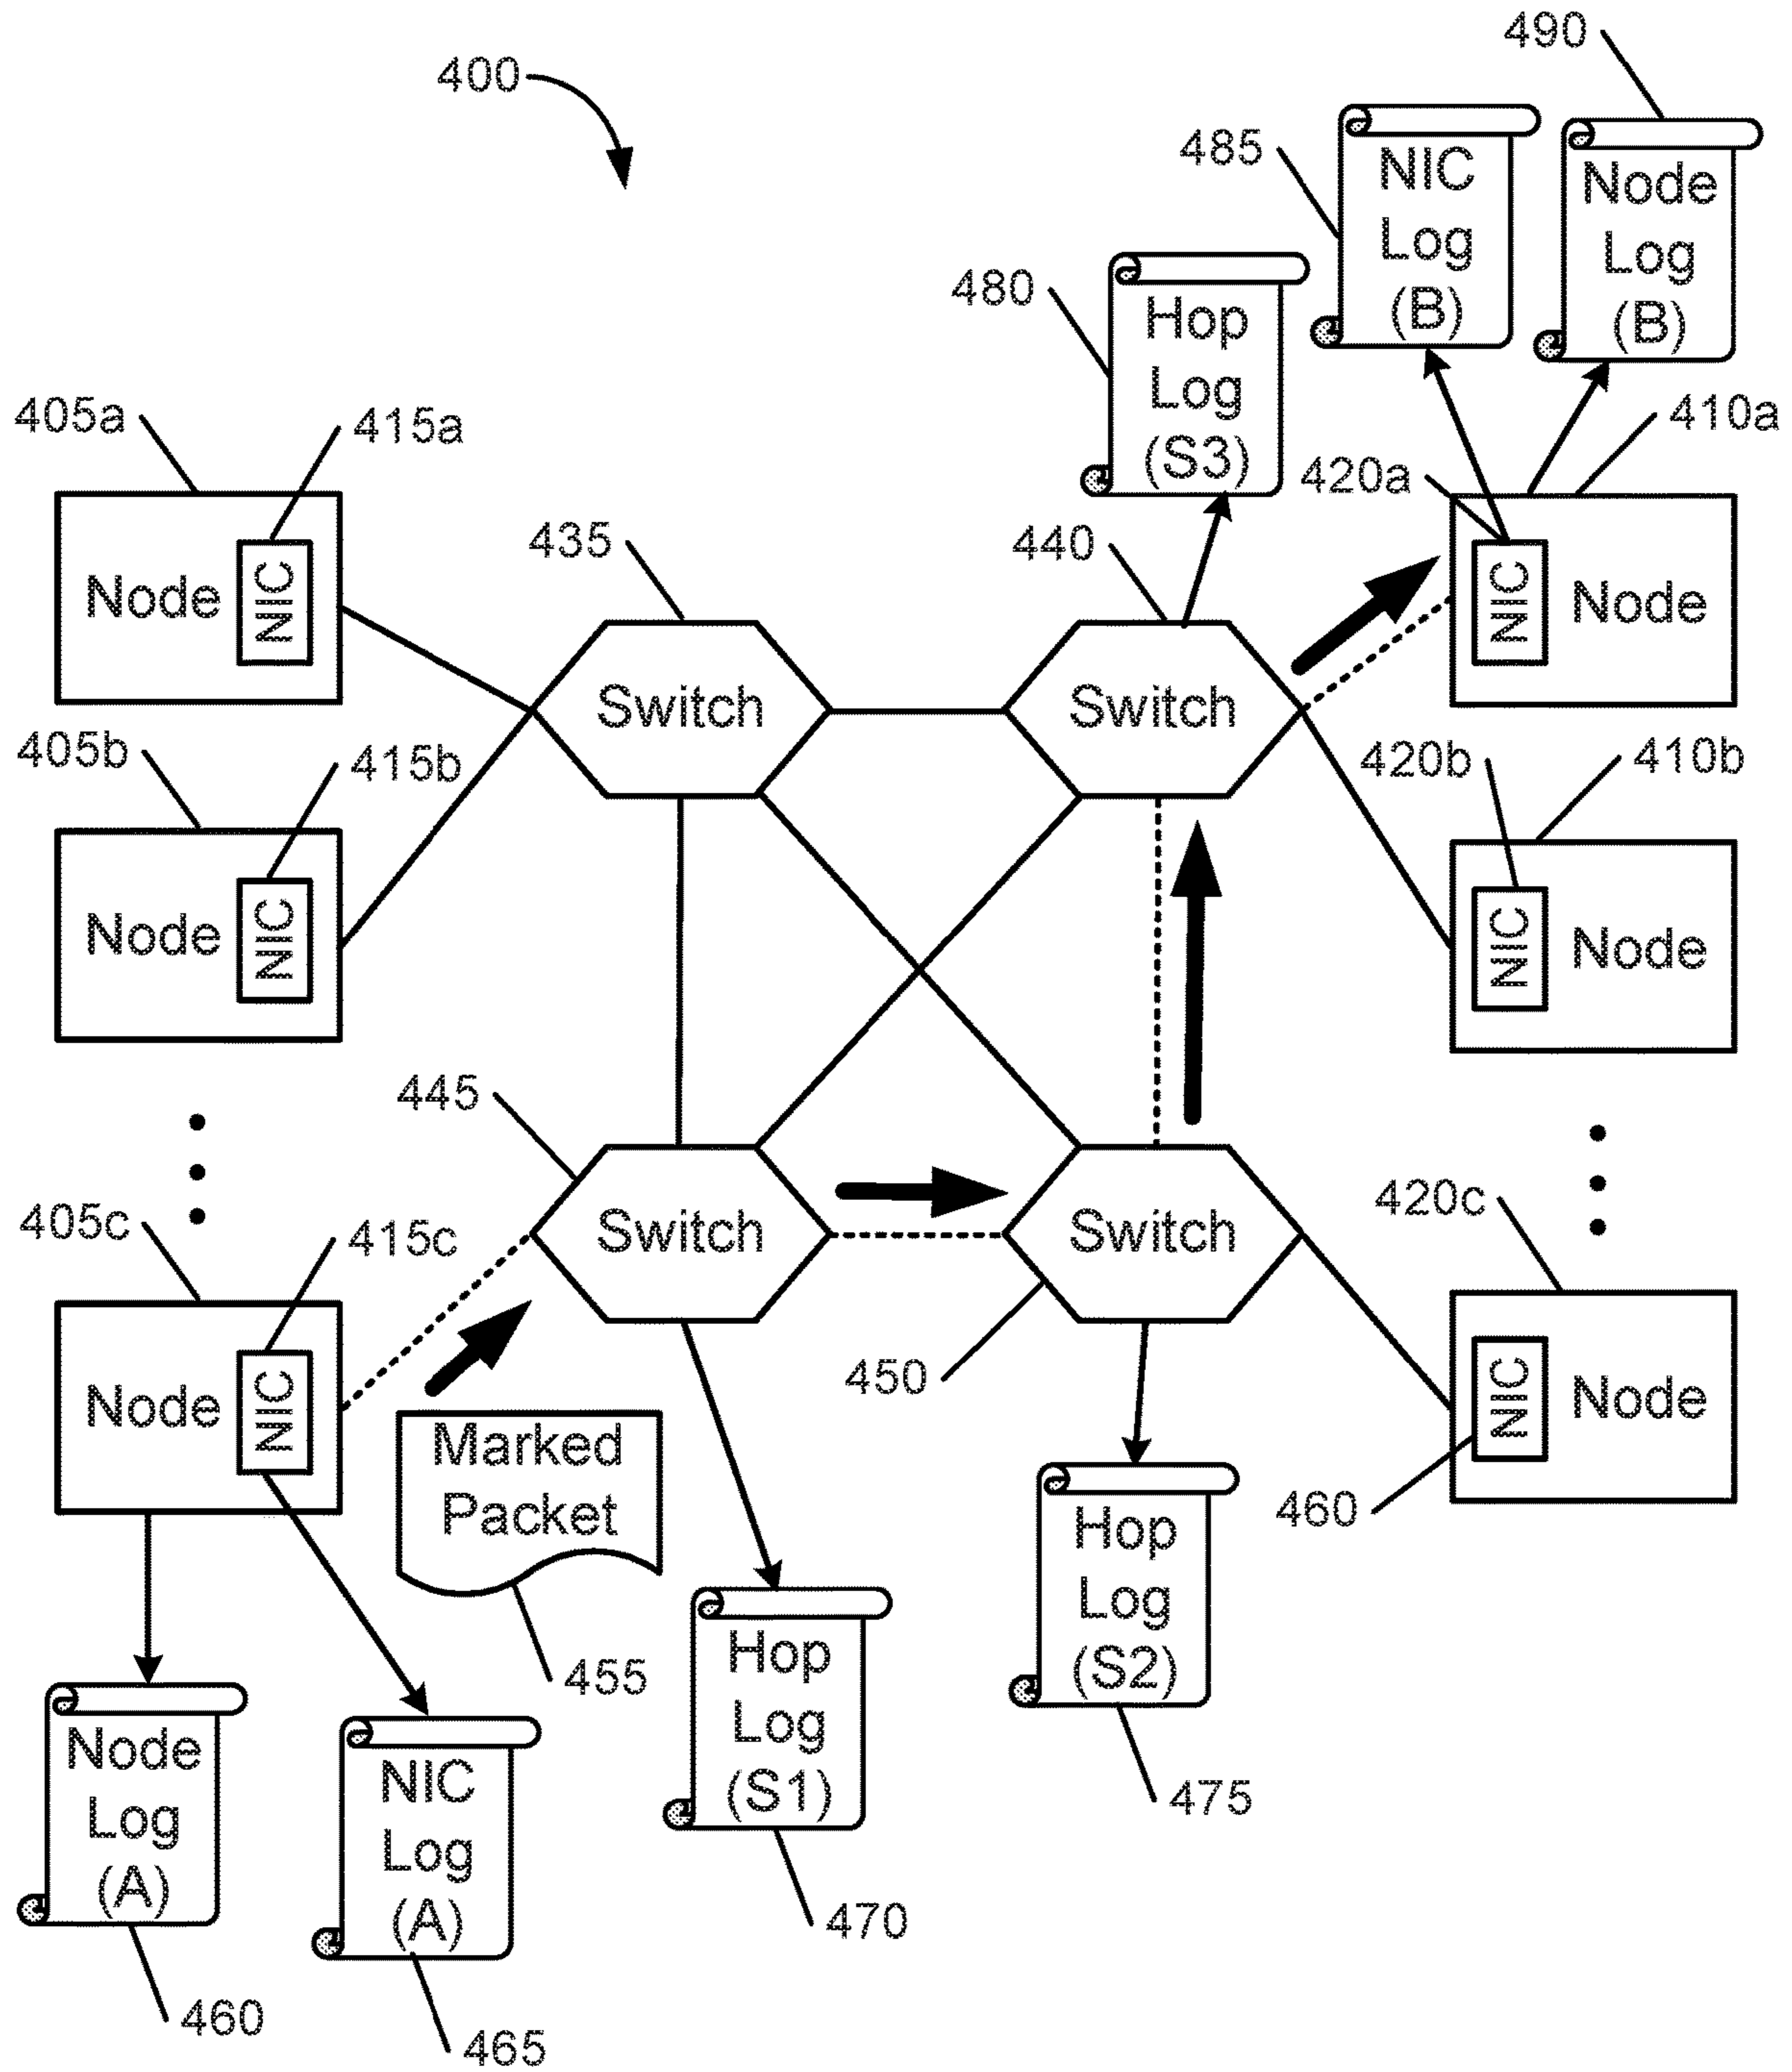 490
400
485
NIC
Log
(B)
Node
Log
(B)
480
Hop
Log
(S3)
405a
415a
410a
420a
435
440
Node
NIC
NIC
Node
Switch
Switch
405b
415b
420b
410b
Node
NIC
NIC
Node
445
420c
405c
415c
Switch
Switch
450
Node
NIC
NIC
Node
Marked
Packet
460
455
Hop
Log
(S2)
Hop
Log
(S1)
475
Node
Log
(A)
NIC
Log
(A)
470
460
465